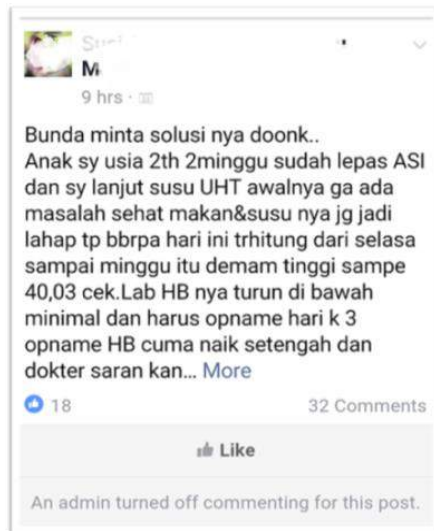 M
9 hrs
Bunda minta solusi nya doonk..
Anak sy usia 2th 2minggu sudah lepas ASI
dan sy lanjut susu UHT awalnya ga ada
masalah sehat makan&susu nya jg jadi
lahap tp bbrpa hari ini trhitung dari selasa
sampai minggu itu demam tinggi sampe
40,03 cek.Lab HB nya turun di bawah
minimal dan harus opname hari k 3
opname HB cuma naik setengah dan
dokter saran kan... More
18 32 Comments
Like
An admin turned off commenting for this post.